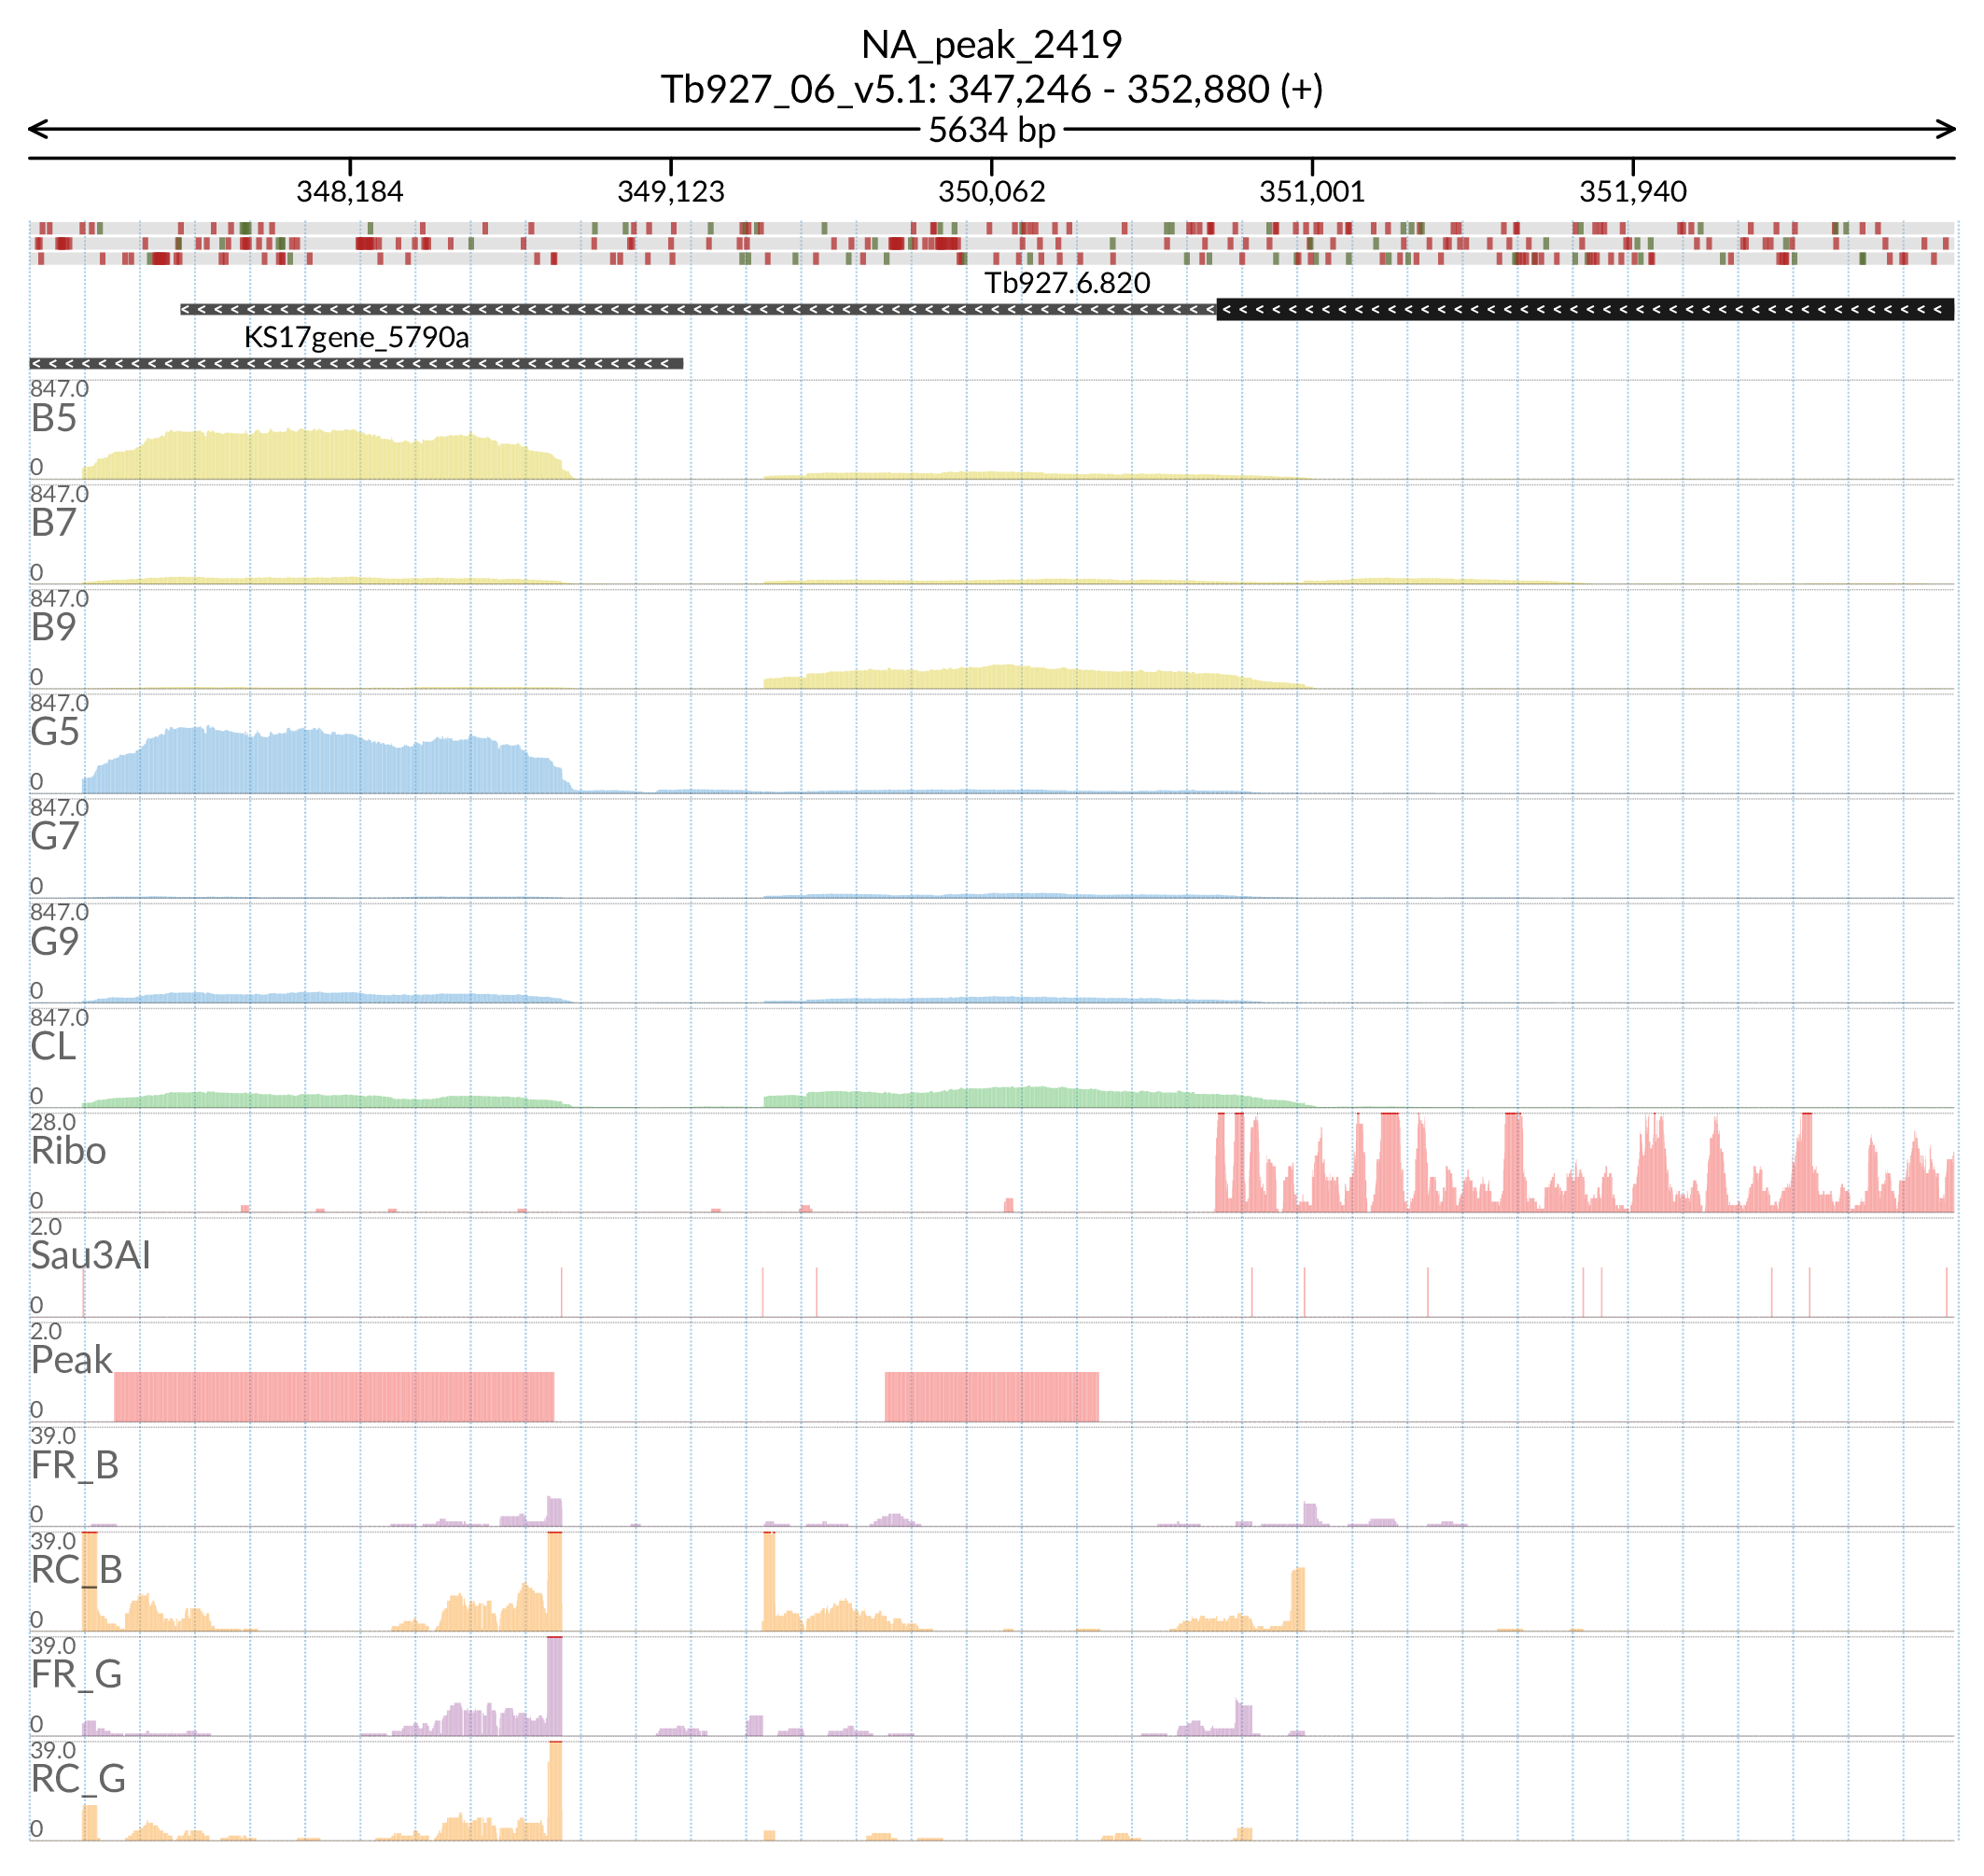 NA_peak_2419
Tb927_06_v5.1: 347,246 - 352,880 (+)
5634 bp
348,184 349,123 350,062 351,001 351,940
Tb927.6.820
KS17gene_5790a
847.0
B5
0
847.0
B7
0
847.0
B9
0
847.0
G5
0
847.0
G7
0
847.0
G9
0
847.0
CL
0
28.0
Ribo
0
2.0
Sau3AI
0
2.0
Peak
0
39.0
FR_B
0
39.0
RC_B
0
39.0
FR_G
0
39.0
RC_G
0